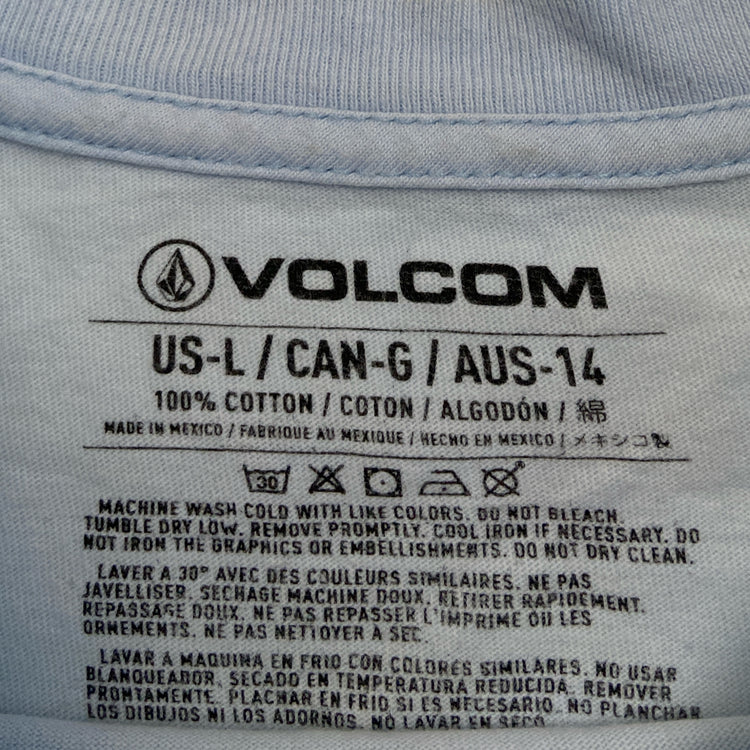 VOLCOM
US-L / CAN-G / AUS-14
100% COTTON / COTON / ALGODÓN / 綿
MADE IN MEXICO / FABRIQUE AU MEXIQUE / HECHO EN MEXICO / メキシコ製
30
MACHINE WASH COLD WITH LIKE COLORS. DO NOT BLEACH.
TUMBLE DRY LOW. REMOVE PROMPTLY. COOL IRON IF NECESSARY. DO
NOT IRON THE GRAPHICS OR EMBELLISHMENTS. DO NOT DRY CLEAN.
LAVER A 30° AVEC DES COULEURS SIMILAIRES. NE PAS
JAVELLISER. SECHAGE MACHINE DOUX. RETIRER RAPIDEMENT.
REPASSAGE DOUX. NE PAS REPASSER L'IMPRIME OU LES
ORNEMENTS. NE PAS NETTOYER A SEC.
LAVAR A MAQUINA EN FRIO CON COLORES SIMILARES. NO USAR
BLANQUEADOR. SECADO EN TEMPERATURA REDUCIDA. REMOVER
PRONTAMENTE. PLACHAR EN FRIO SI ES NECESARIO. NO PLANCHAR
LOS DIBUJOS NI LOS ADORNOS. NO LAVAR EN SECO